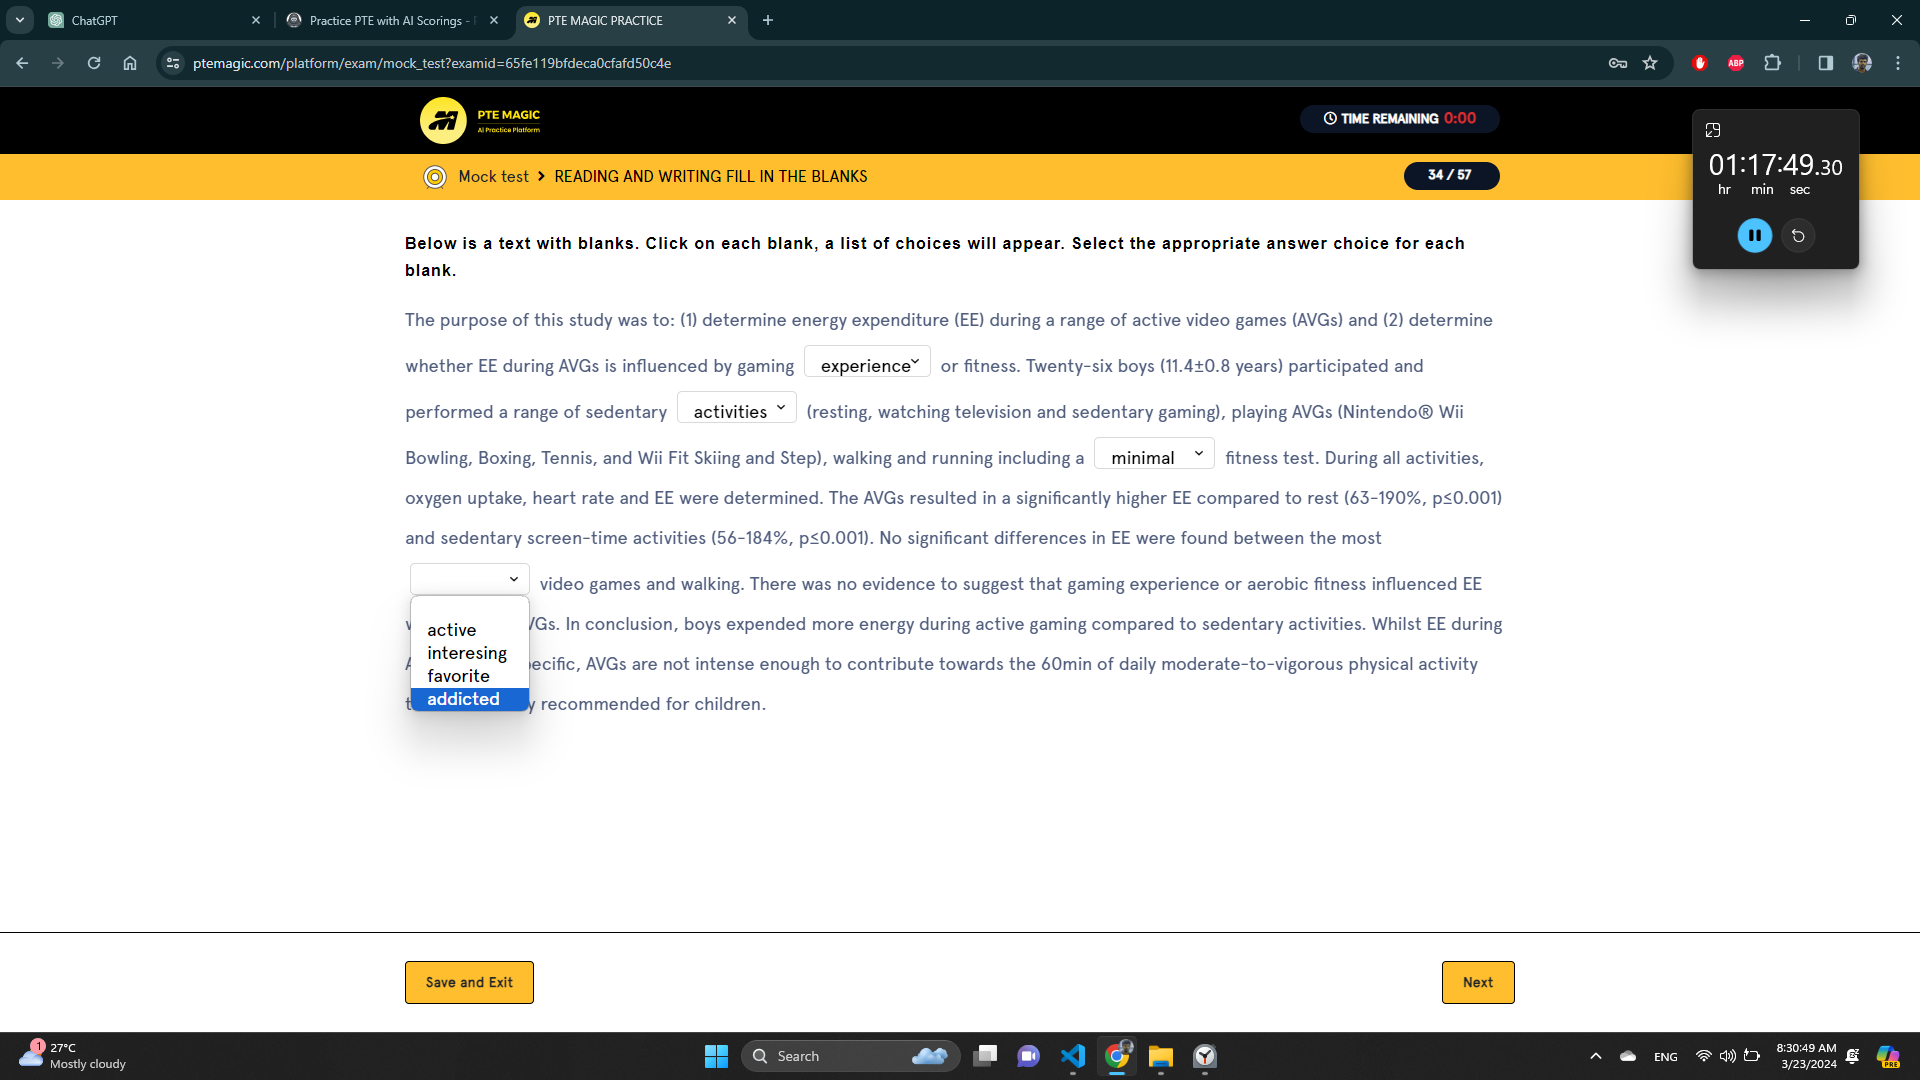 ChatGPT
Practice PTE with AI Scorings -
PTE MAGIC PRACTICE
ptemagic.com/platform/exam/mock_test?examid=65fe119bfdeca0cfafd50c4e
ABP
PTE MAGIC
AI Practice Platform
TIME REMAINING 0:00
Mock test > READING AND WRITING FILL IN THE BLANKS
34 / 57
01:17:49.30
hr min sec
Below is a text with blanks. Click on each blank, a list of choices will appear. Select the appropriate answer choice for each
blank.
The purpose of this study was to: (1) determine energy expenditure (EE) during a range of active video games (AVGs) and (2) determine
whether EE during AVGs is influenced by gaming experience or fitness. Twenty-six boys (11.4±0.8 years) participated and
performed a range of sedentary activities (resting, watching television and sedentary gaming), playing AVGs (Nintendo® Wii
Bowling, Boxing, Tennis, and Wii Fit Skiing and Step), walking and running including a minimal fitness test. During all activities,
oxygen uptake, heart rate and EE were determined. The AVGs resulted in a significantly higher EE compared to rest (63-190%, p≤0.001)
and sedentary screen-time activities (56-184%, p≤0.001). No significant differences in EE were found between the most
video games and walking. There was no evidence to suggest that gaming experience or aerobic fitness influenced EE
VGs. In conclusion, boys expended more energy during active gaming compared to sedentary activities. Whilst EE during
ecific, AVGs are not intense enough to contribute towards the 60min of daily moderate-to-vigorous physical activity
y recommended for children.
active
interesing
favorite
addicted
Save and Exit
Next
1
27°C
Mostly cloudy
Search
ENG
8:30:49 AM
3/23/2024
PRE